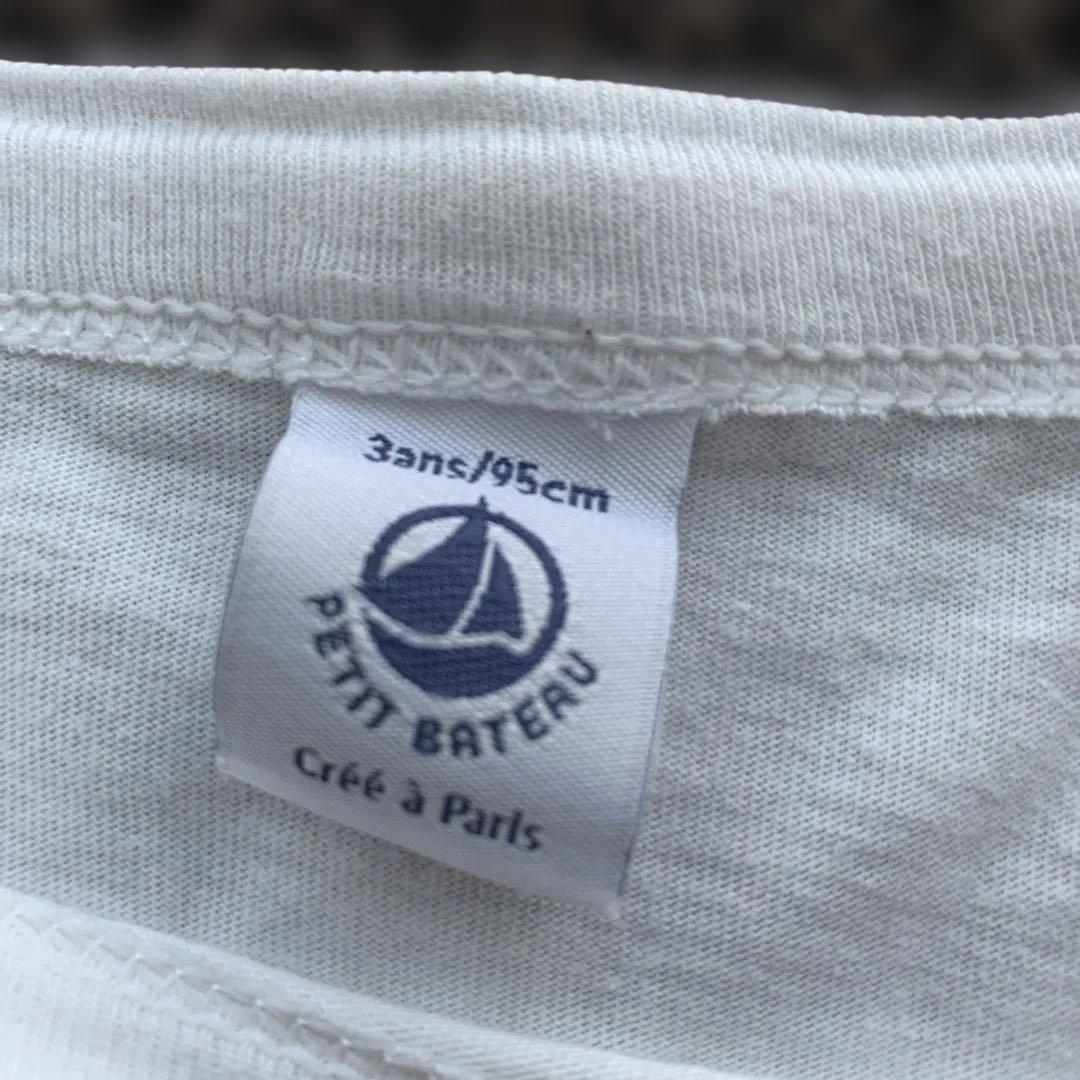 3ans/95cm
PETIT BATEAU
Créé à Paris